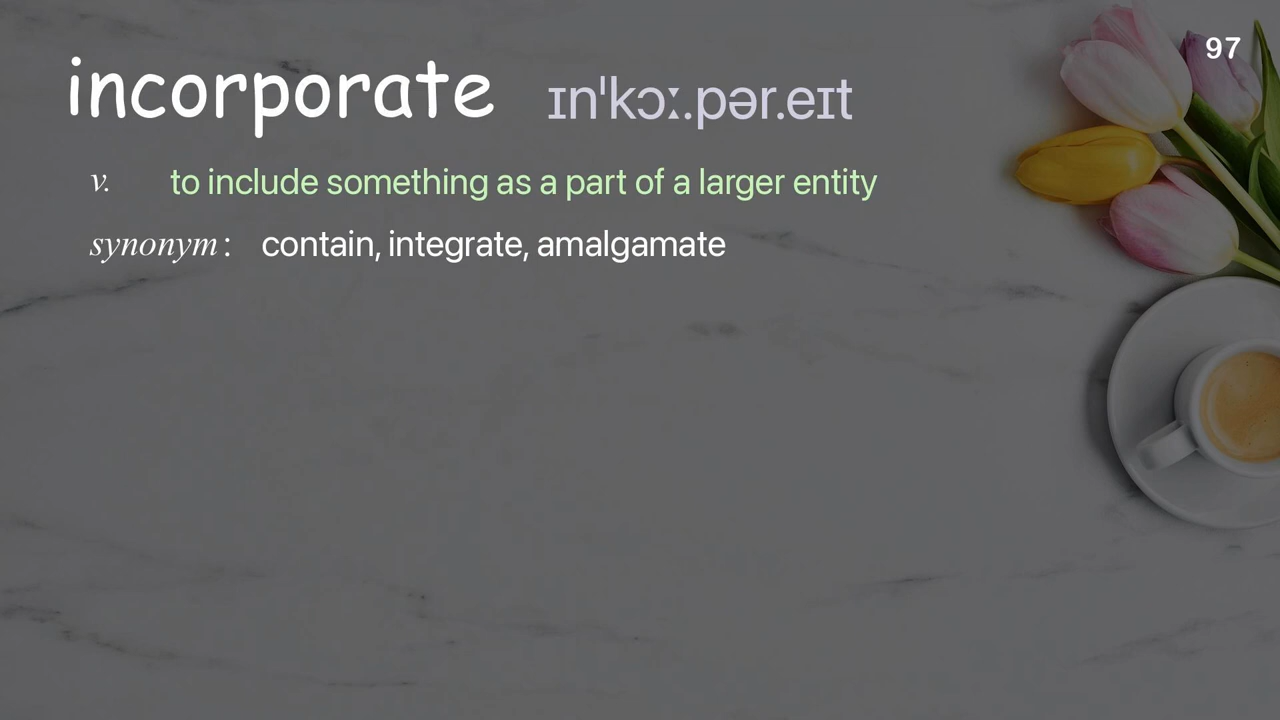 97
incorporate ɪnˈkɔː.pər.eɪt
v. to include something as a part of a larger entity
synonym: contain, integrate, amalgamate